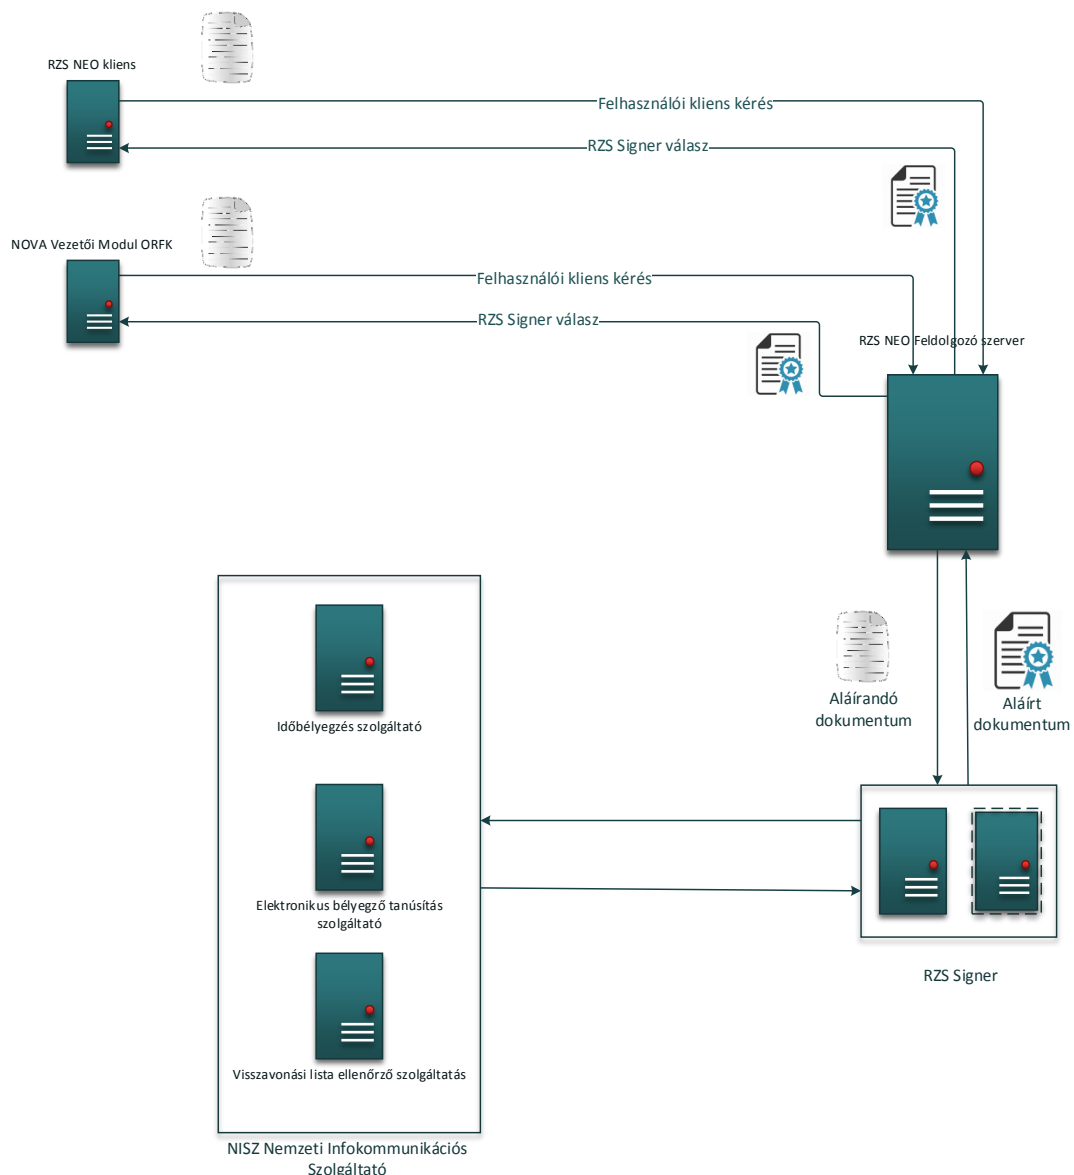 RZS NEO kliens
Felhasználói kliens kérés
RZS Signer válasz
NOVA Vezetői Modul ORFK
Felhasználói kliens kérés
RZS Signer válasz
RZS NEO Feldolgozó szerver
Aláírandó
dokumentum
Aláírt
dokumentum
Időbélyegzés szolgáltató
Elektronikus bélyegző tanúsítás
szolgáltató
RZS Signer
Visszavonási lista ellenőrző szolgáltatás
NISZ Nemzeti Infokommunikációs
Szolgáltató